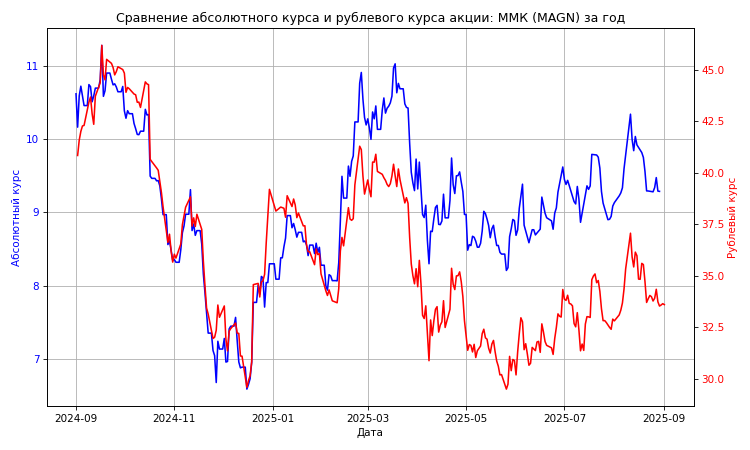 Сравнение абсолютного курса и рублевого курса акции: ММК (MAGN) за год
Абсолютный курс
11
10
9
8
7
45.0
42.5
40.0
37.5
35.0
32.5
30.0
Рублевый курс
2024-09 2024-11 2025-01 2025-03 2025-05 2025-07 2025-09
Дата